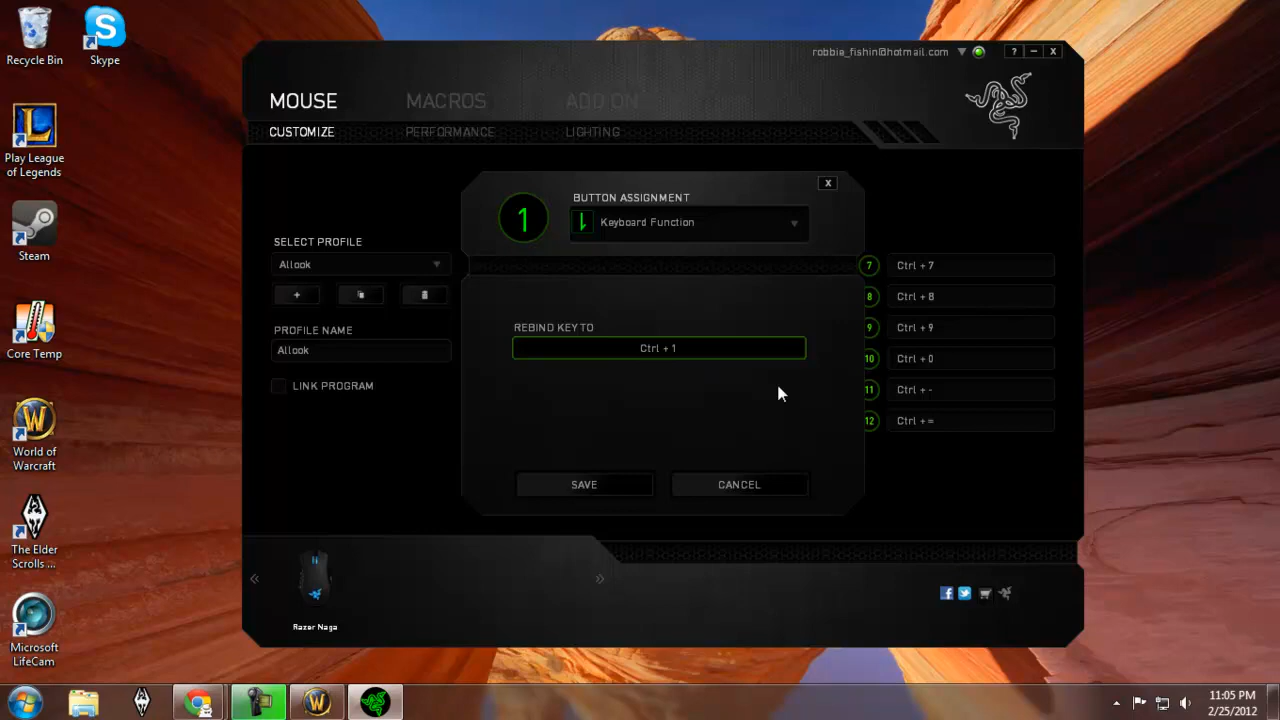 Recycle Bin
Skype
Play League
of Legends
Steam
Core Temp
World of
Warcraft
The Elder
Scrolls ...
Microsoft
LifeCam
robbie_fishin@hotmail.com
?
–
X
MOUSE
MACROS
ADD ON
CUSTOMIZE
PERFORMANCE
LIGHTING
SELECT PROFILE
Allook
+
PROFILE NAME
Allook
LINK PROGRAM
X
1
BUTTON ASSIGNMENT
Keyboard Function
REBIND KEY TO
Ctrl + 1
SAVE
CANCEL
7 Ctrl + 7
8 Ctrl + 8
9 Ctrl + 9
10 Ctrl + 0
11 Ctrl + -
12 Ctrl + =
«
»
Razer Naga
11:05 PM
2/25/2012